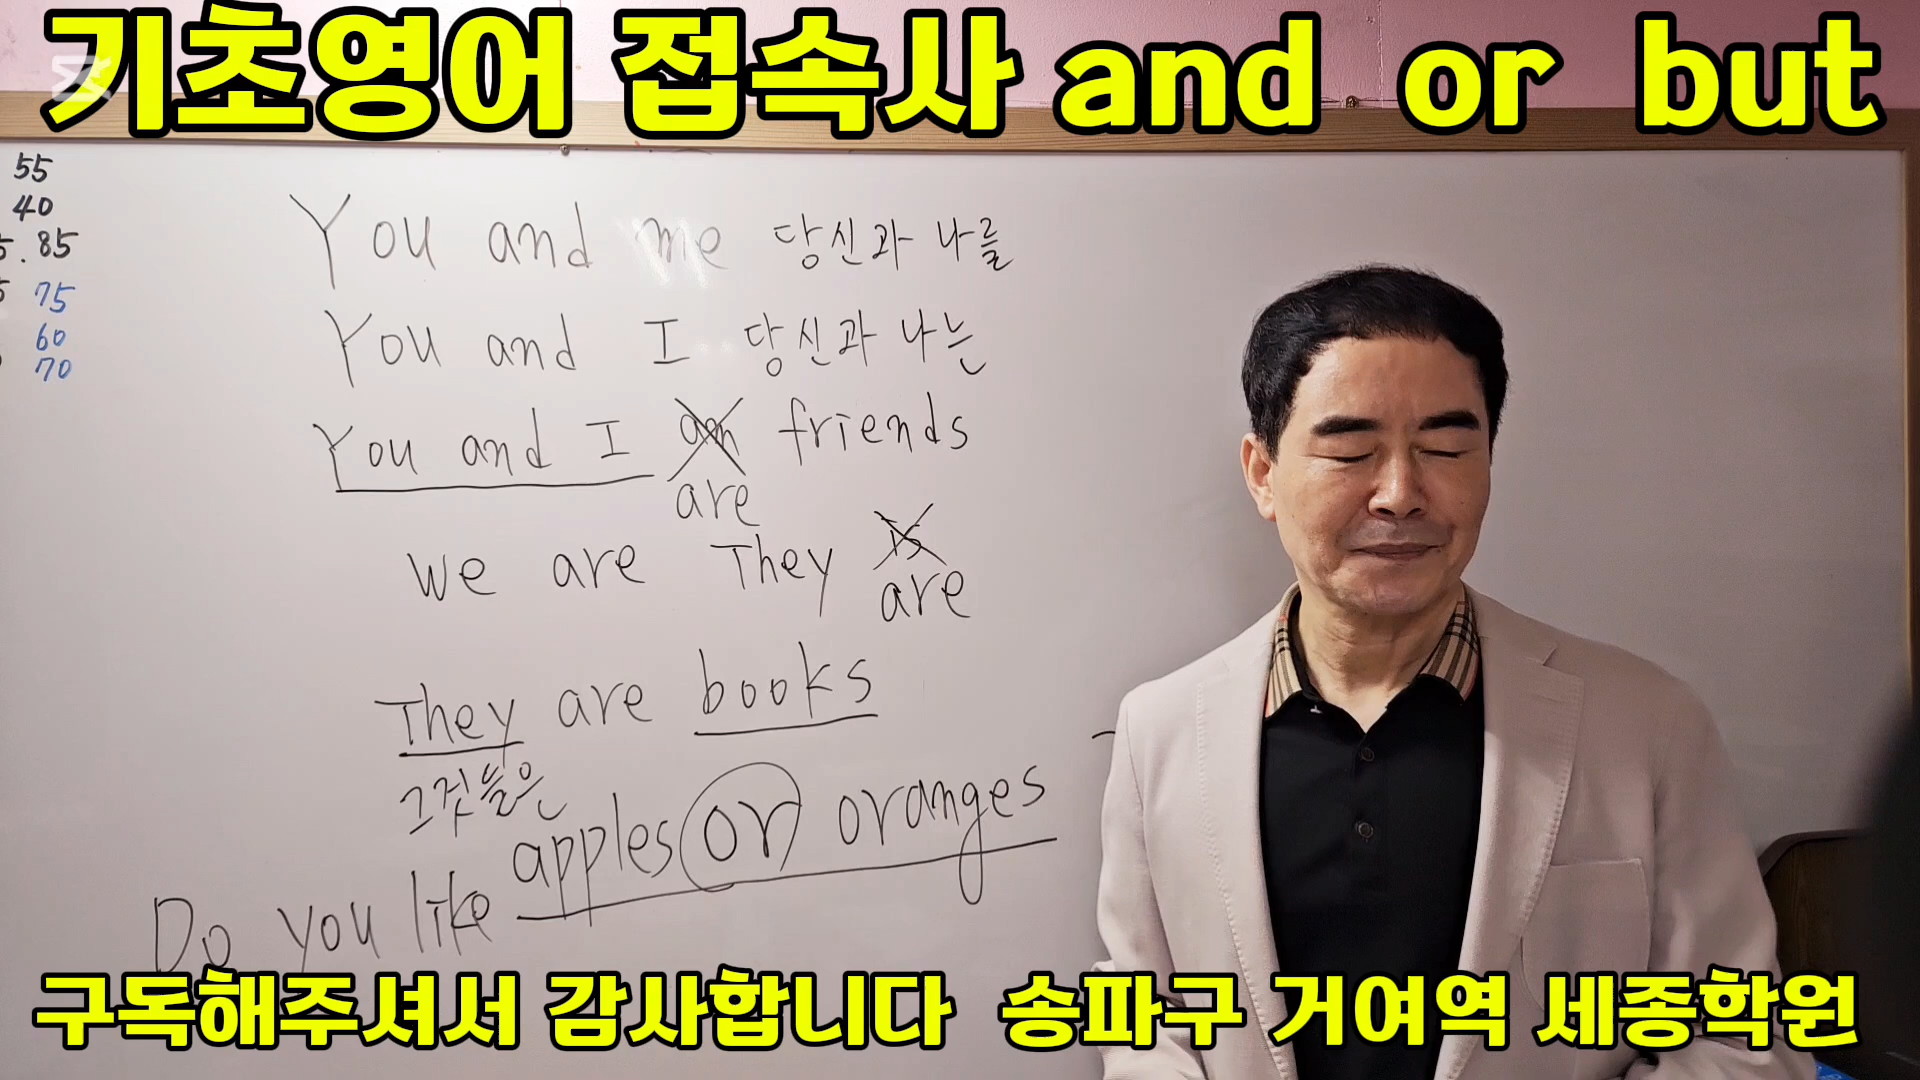 기초영어 접속사 and or but
55
40
5. 85
5 75
60
70
You and me 당신과 나를
You and I 당신과 나는
You and I am friends
are
we are They is
are
They are books
그것들은
Do you like apples or oranges
구독해주셔서 감사합니다 송파구 거여역 세종학원